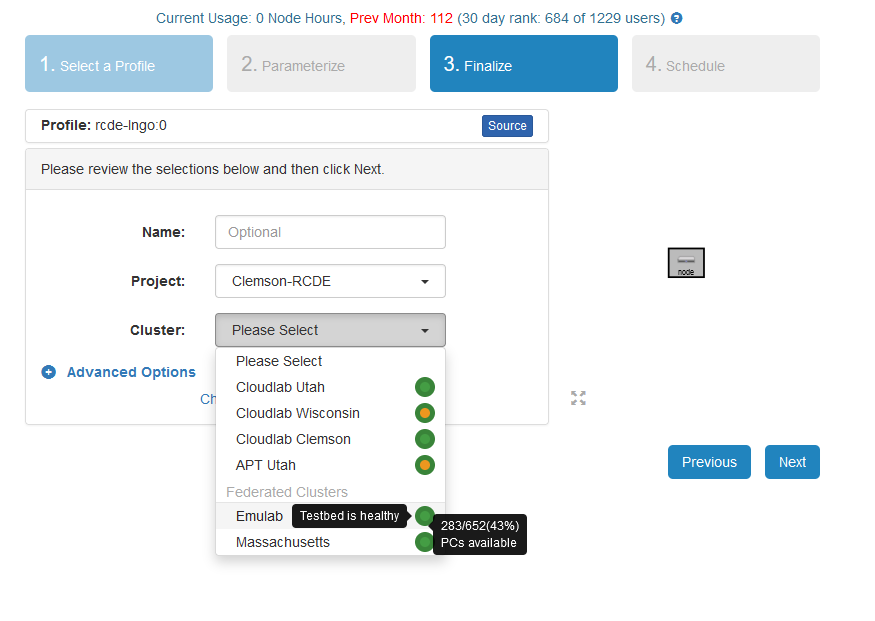 Current Usage: 0 Node Hours, Prev Month: 112 (30 day rank: 684 of 1229 users)
1. Select a Profile
2. Parameterize
3. Finalize
4. Schedule
Profile: rcde-lngo:0
Source
Please review the selections below and then click Next.
Name:
Optional
Project:
Clemson-RCDE
Cluster:
Please Select
Please Select
Advanced Options
Cloudlab Utah
Ch
Cloudlab Wisconsin
Cloudlab Clemson
APT Utah
Federated Clusters
Emulab
Testbed is healthy
283/652(43%)
PCs available
Massachusetts
node
Previous
Next